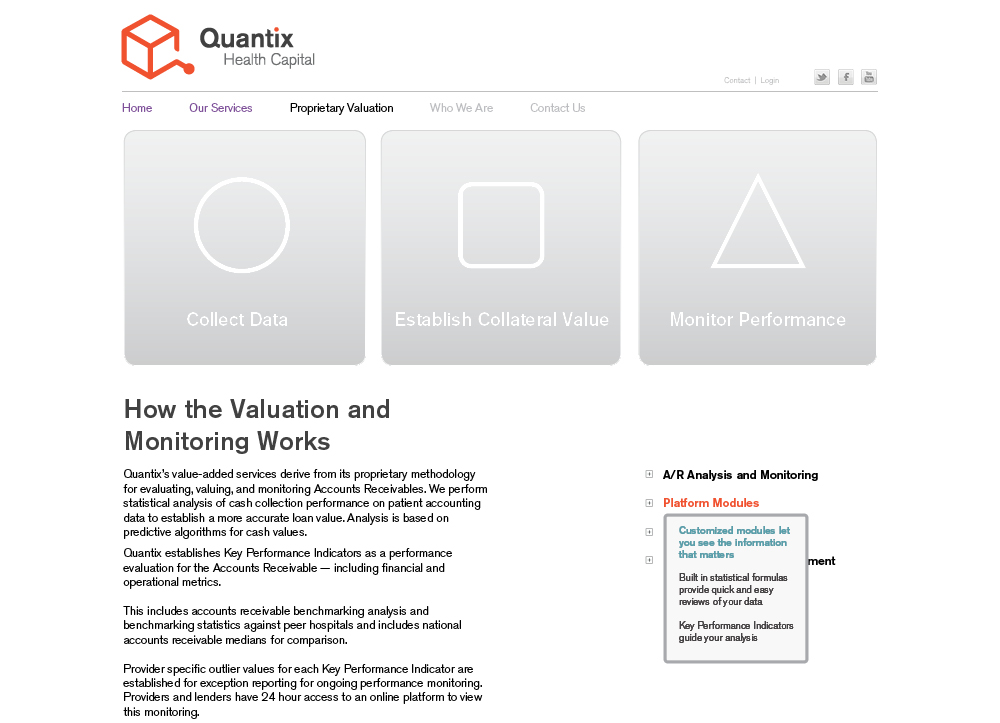 Quantix
Health Capital
Contact | Login
You
Tube
Home Our Services Proprietary Valuation Who We Are Contact Us
Collect Data
Establish Collateral Value
Monitor Performance
How the Valuation and
Monitoring Works
Quantix's value-added services derive from its proprietary methodology
for evaluating, valuing, and monitoring Accounts Receivables. We perform
statistical analysis of cash collection performance on patient accounting
data to establish a more accurate loan value. Analysis is based on
predictive algorithms for cash values.
Quantix establishes Key Performance Indicators as a performance
evaluation for the Accounts Receivable — including financial and
operational metrics.
This includes accounts receivable benchmarking analysis and
benchmarking statistics against peer hospitals and includes national
accounts receivable medians for comparison.
Provider specific outlier values for each Key Performance Indicator are
established for exception reporting for ongoing performance monitoring.
Providers and lenders have 24 hour access to an online platform to view
this monitoring.
A/R Analysis and Monitoring
Platform Modules
Customized modules let
you see the information
that matters
Built in statistical formulas
provide quick and easy
reviews of your data
Key Performance Indicators
guide your analysis
ment